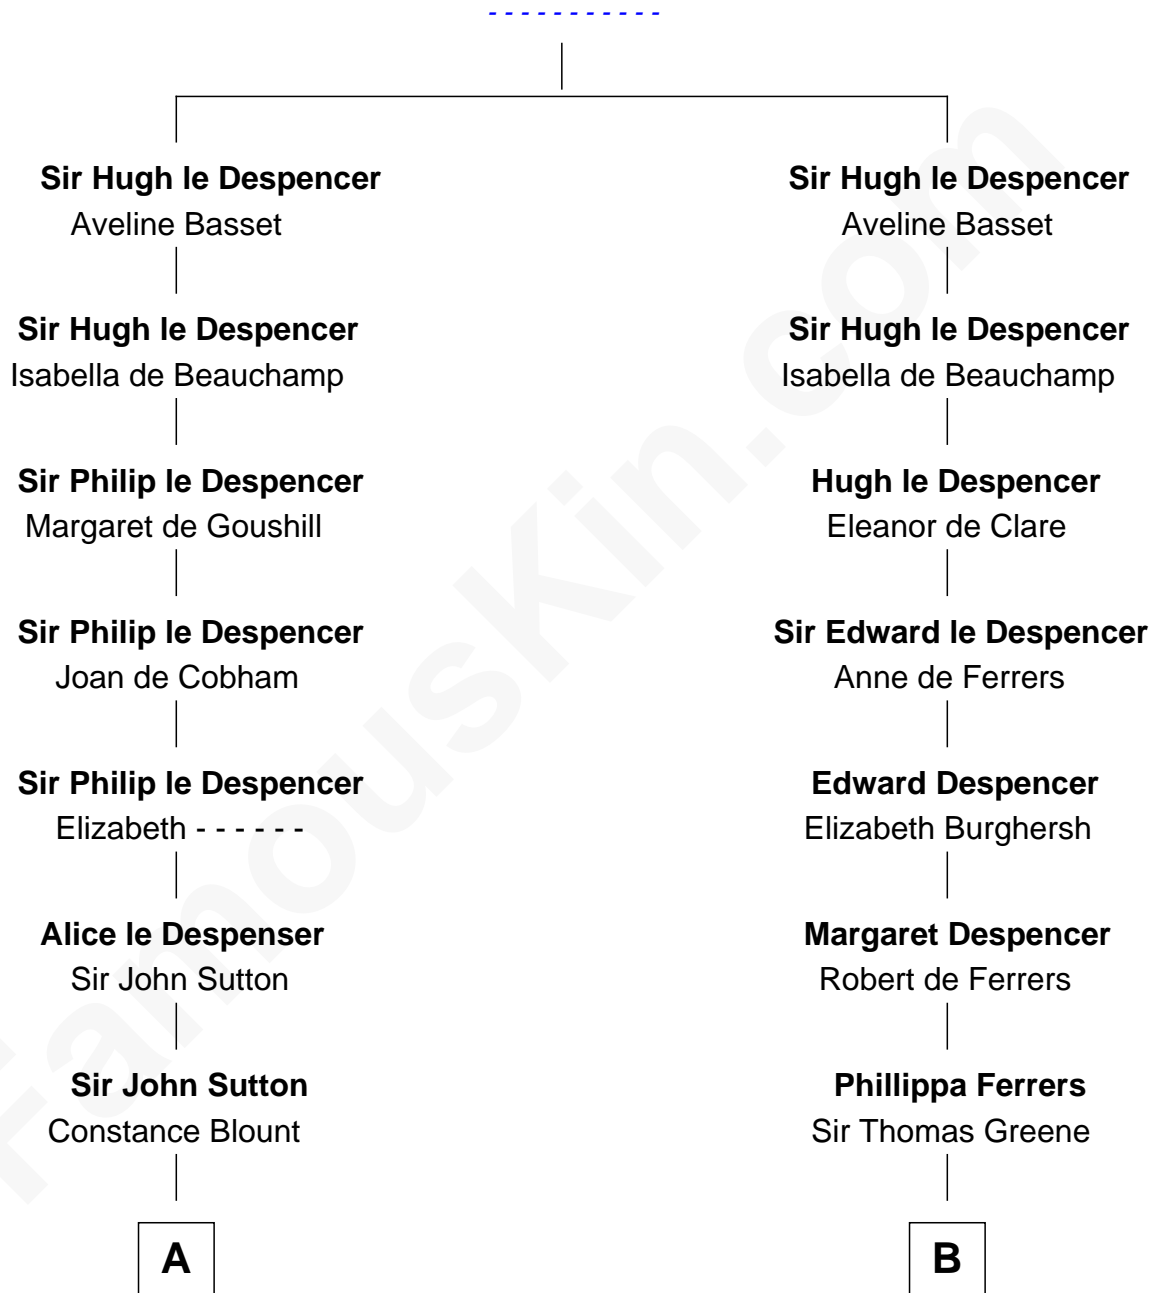 - - - - - - - - - - -
Sir Hugh le Despencer
Aveline Basset
Sir Hugh le Despencer
Isabella de Beauchamp
Sir Philip le Despencer
Margaret de Goushill
Sir Philip le Despencer
Joan de Cobham
Sir Philip le Despencer
Elizabeth - - - - - -
Alice le Despenser
Sir John Sutton
Sir John Sutton
Constance Blount
A
Sir Hugh le Despencer
Aveline Basset
Sir Hugh le Despencer
Isabella de Beauchamp
Hugh le Despencer
Eleanor de Clare
Sir Edward le Despencer
Anne de Ferrers
Edward Despencer
Elizabeth Burghersh
Margaret Despencer
Robert de Ferrers
Phillippa Ferrers
Sir Thomas Greene
B
FamousKin.com